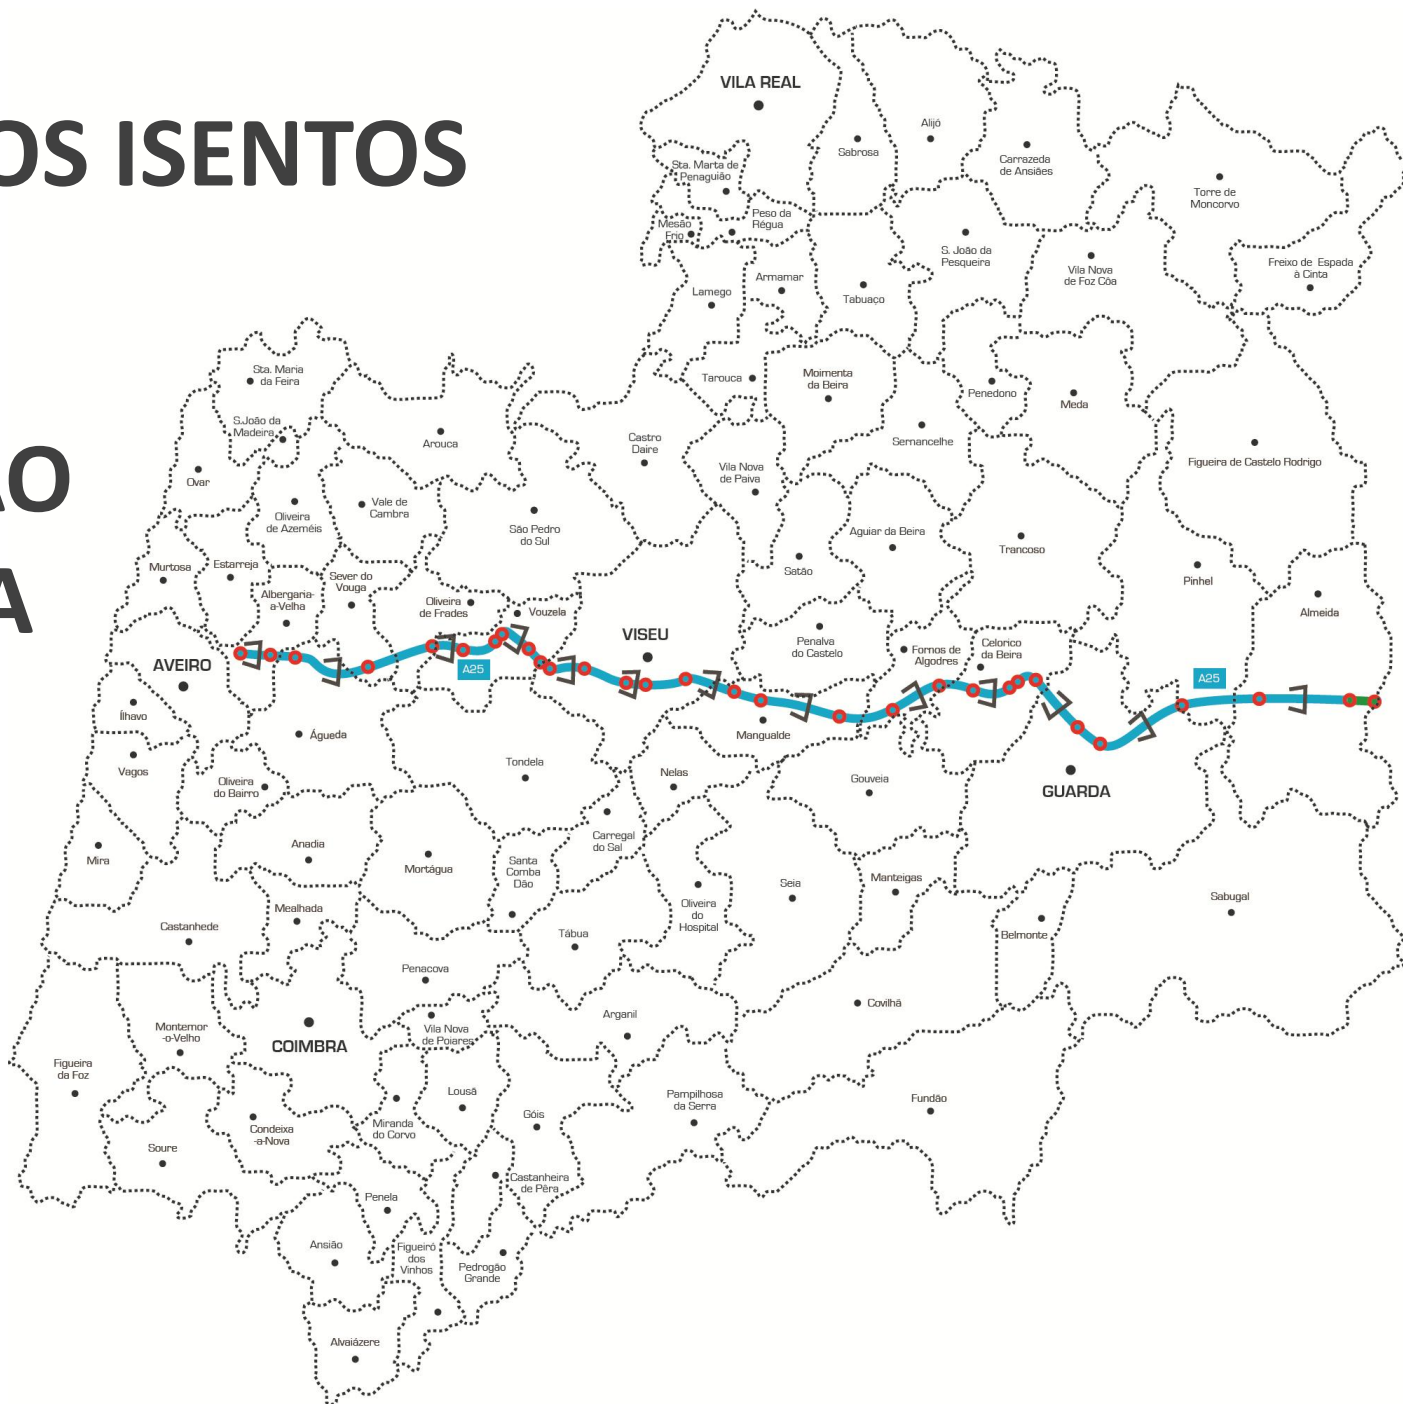 OS ISENTOS
ÃO
A
VILA REAL
Alijó
Sabrosa
Carrazeda
de Ansiães
Sta. Marta de
Penaguião
Torre de
Moncorvo
Peso da
Régua
Mesão
Frio
S. João da
Pesqueira
Vila Nova
de Foz Côa
Freixo de Espada
à Cinta
Armamar
Lamego
Tabuaço
Sta. Maria
da Feira
Tarouca
Moimenta
da Beira
Penedono
Meda
S.João da
Madeira
Arouca
Castro
Daire
Sernancelhe
Figueira de Castelo Rodrigo
Ovar
Vila Nova
de Paiva
Oliveira
de Azeméis
Vale de
Cambra
São Pedro
do Sul
Aguiar da Beira
Trancoso
Murtosa
Estarreja
Sever do
Vouga
Satão
Pinhel
Albergaria-
a-Velha
Oliveira
de Frades
Vouzela
Almeida
VISEU
Penalva
do Castelo
Fornos de
Algodres
Celorico
da Beira
AVEIRO
A25
A25
Ílhavo
Águeda
Mangualde
Vagos
Tondela
Nelas
Gouveia
GUARDA
Oliveira
do Bairro
Anadia
Mira
Mortágua
Santa
Comba
Dão
Carregal
do Sal
Seia
Manteigas
Sabugal
Mealhada
Oliveira
do
Hospital
Castanhede
Tábua
Belmonte
Penacova
Covilhã
Arganil
Montemor
-o-Velho
COIMBRA
Vila Nova
de Poiares
Figueira
da Foz
Lousã
Pampilhosa
da Serra
Fundão
Góis
Condeixa
-a-Nova
Miranda
do Corvo
Soure
Castanheira
de Pêra
Penela
Ansião
Figueiró
dos
Vinhos
Pedrogão
Grande
Alvaiázere